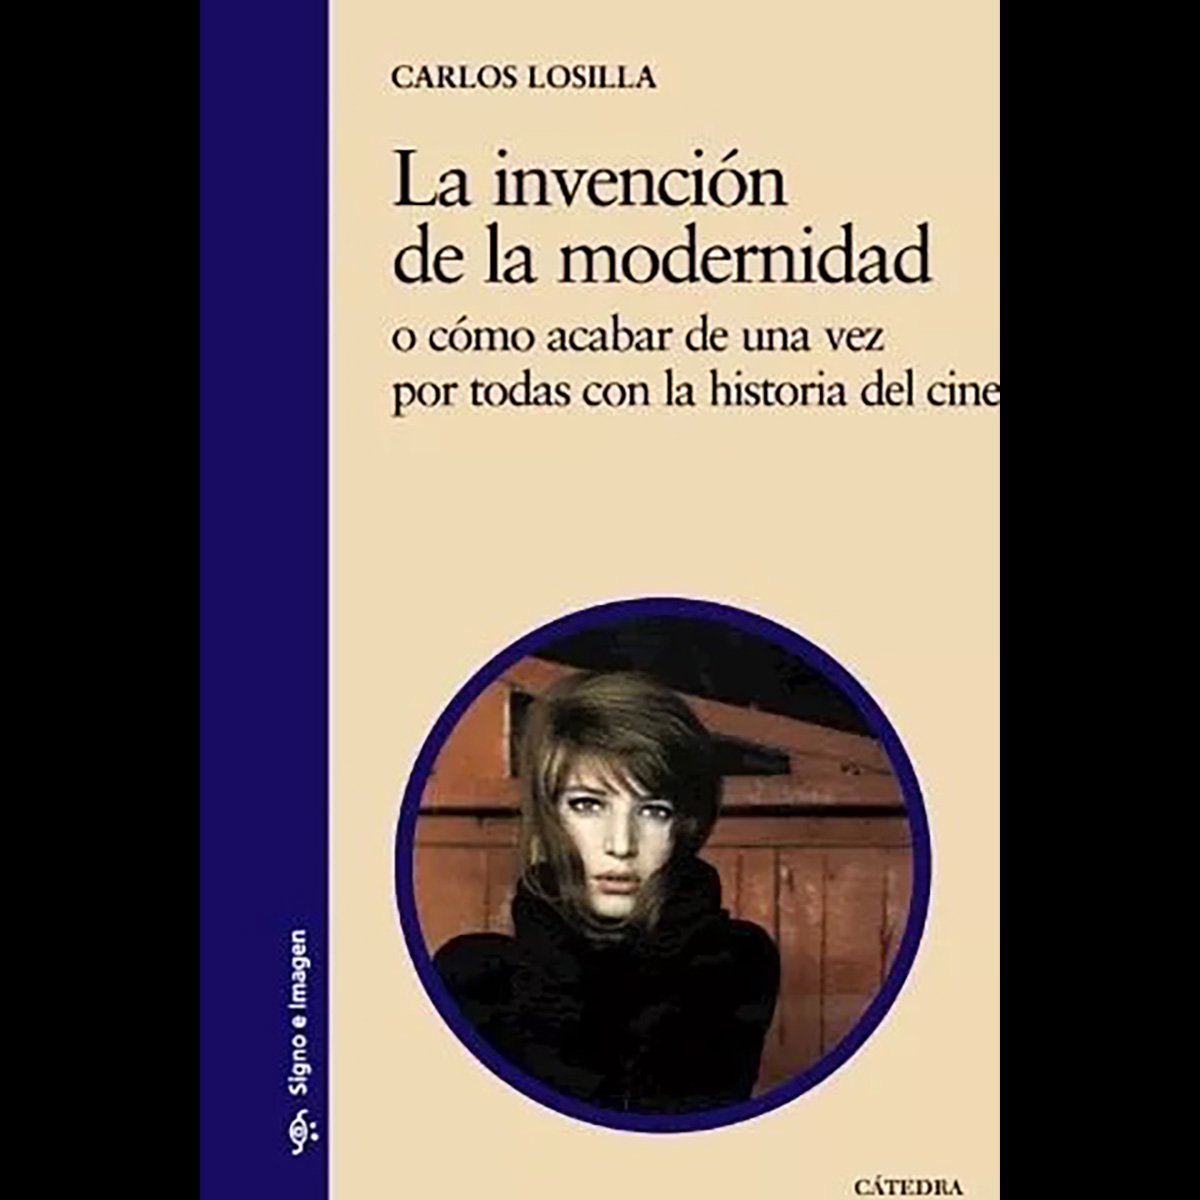 CARLOS LOSILLA
La invención
de la modernidad
o cómo acabar de una vez
por todas con la historia del cine
Signo e Imagen
CÁTEDRA